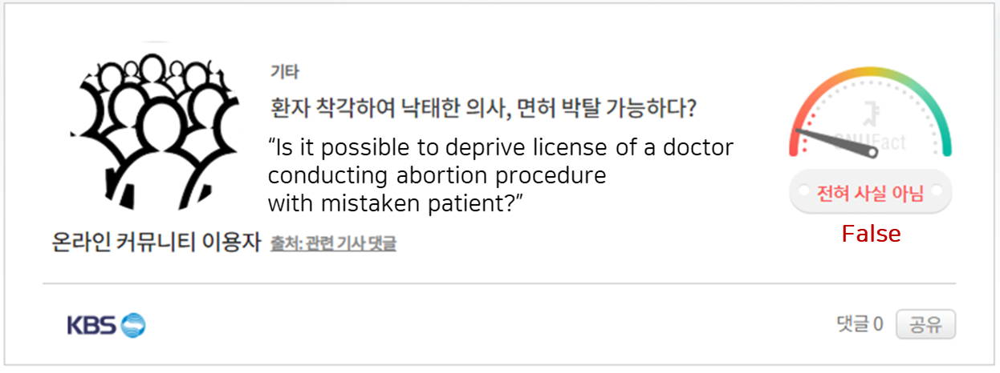 기타
환자 착각하여 낙태한 의사, 면허 박탈 가능하다?
“Is it possible to deprive license of a doctor
conducting abortion procedure
with mistaken patient?”
온라인 커뮤니티 이용자
출처: 관련 기사 댓글
SNUFact
전혀 사실 아님
False
KBS
댓글 0
공유